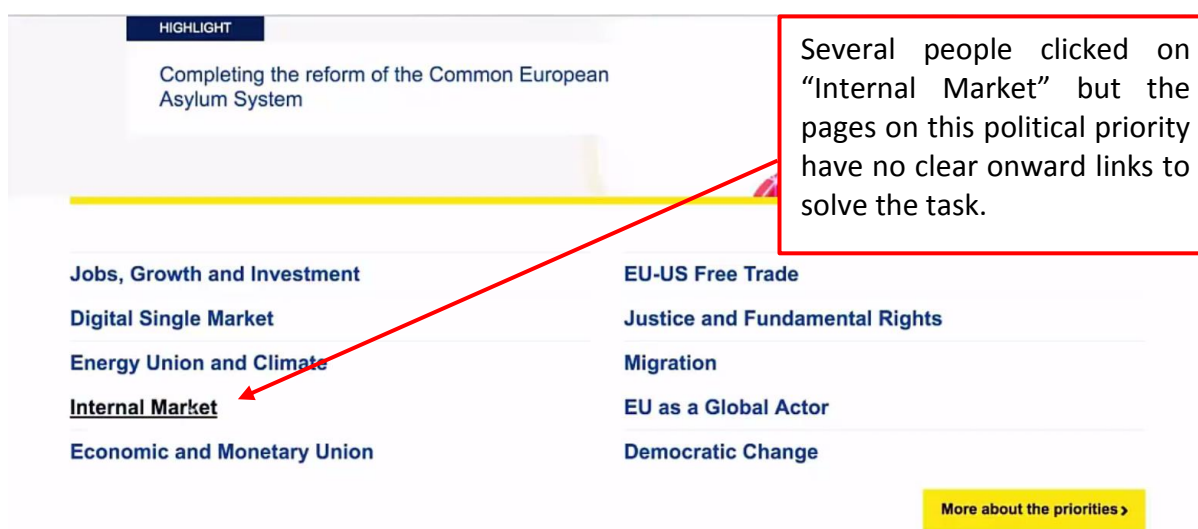 HIGHLIGHT
Completing the reform of the Common European
Asylum System
Several people clicked on
“Internal Market” but the
pages on this political priority
have no clear onward links to
solve the task.
Jobs, Growth and Investment
Digital Single Market
Energy Union and Climate
Internal Market
Economic and Monetary Union
EU-US Free Trade
Justice and Fundamental Rights
Migration
EU as a Global Actor
Democratic Change
More about the priorities ›